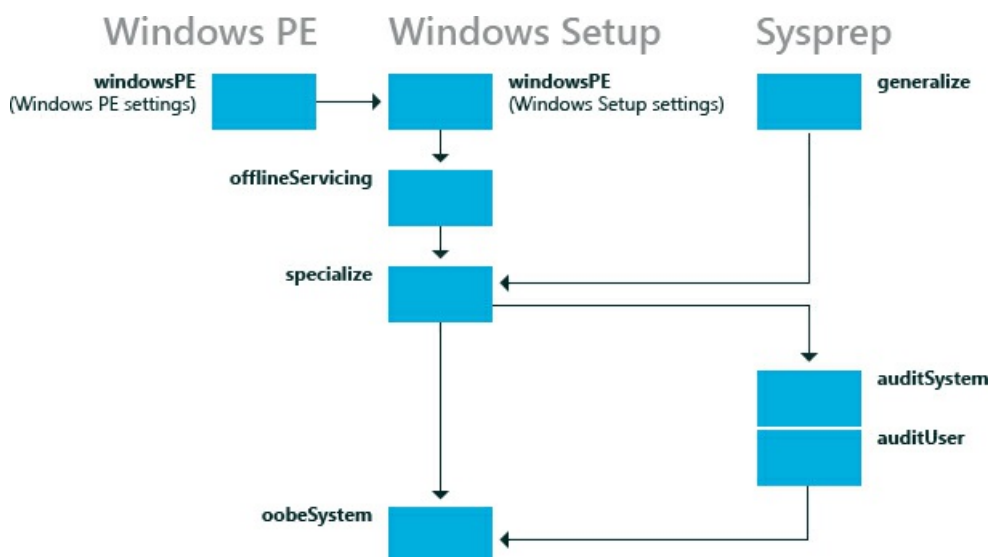 Windows PE
Windows Setup
Sysprep
windowsPE
(Windows PE settings)
windowsPE
(Windows Setup settings)
generalize
offlineServicing
specialize
auditSystem
auditUser
oobeSystem